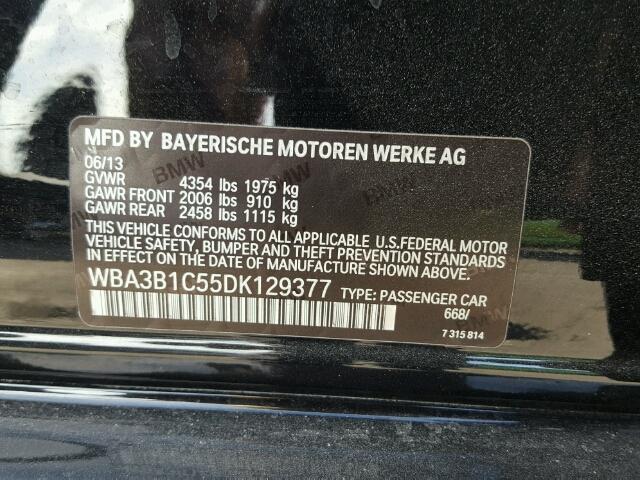 MFD BY BAYERISCHE MOTOREN WERKE AG
06/13
GVWR 4354 lbs 1975 kg
GAWR FRONT 2006 lbs 910 kg
GAWR REAR 2458 lbs 1115 kg
THIS VEHICLE CONFORMS TO ALL APPLICABLE U.S.FEDERAL MOTOR
VEHICLE SAFETY, BUMPER AND THEFT PREVENTION STANDARDS
IN EFFECT ON THE DATE OF MANUFACTURE SHOWN ABOVE.
WBA3B1C55DK129377 TYPE: PASSENGER CAR
668/
7 315 814